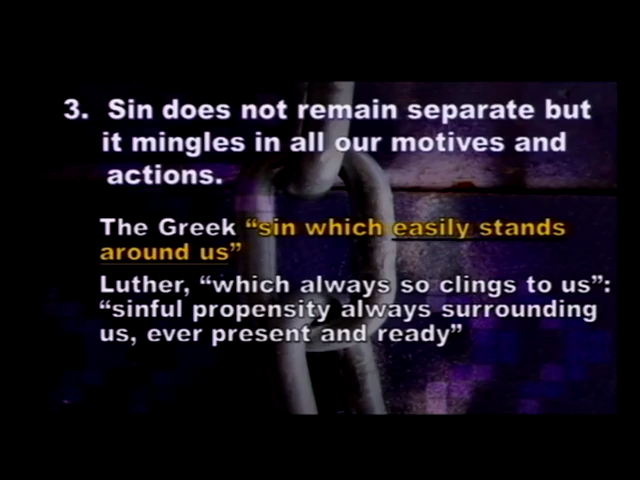 3. Sin does not remain separate but
it mingles in all our motives and
actions.
The Greek “sin which easily stands
around us”
Luther, “which always so clings to us”:
“sinful propensity always surrounding
us, ever present and ready”